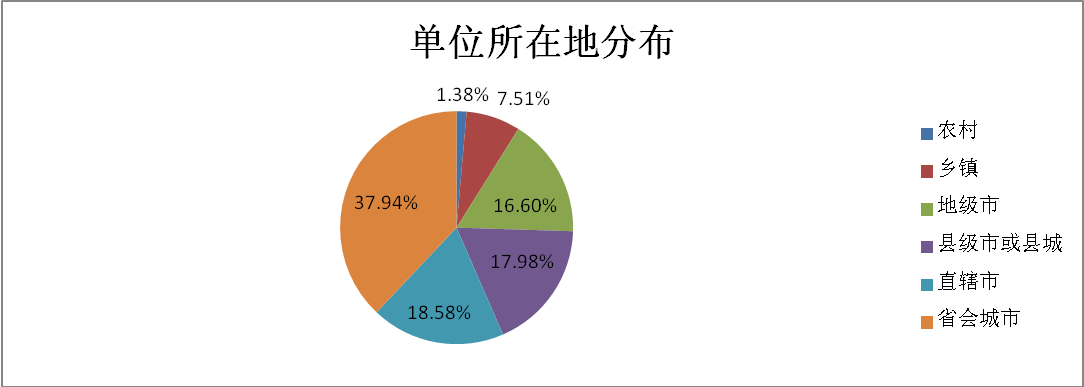 单位所在地分布
1.38%
7.51%
16.60%
17.98%
18.58%
37.94%
农村
乡镇
地级市
县级市或县城
直辖市
省会城市